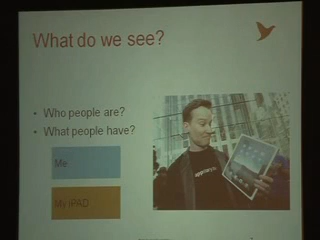 What do we see?
• Who people are?
• What people have?
Me
My iPAD